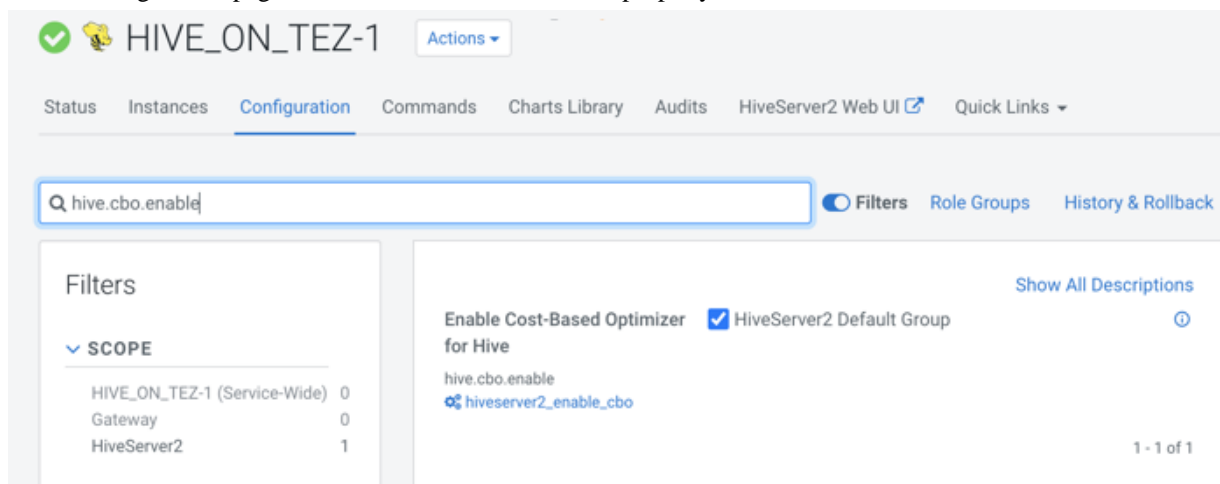 HIVE_ON_TEZ-1 Actions
Status Instances Configuration Commands Charts Library Audits HiveServer2 Web UI Quick Links
hive.cbo.enable Filters Role Groups History & Rollback
Filters
Show All Descriptions
Enable Cost-Based Optimizer HiveServer2 Default Group
for Hive
SCOPE
hive.cbo.enable
HIVE_ON_TEZ-1 (Service-Wide) 0
hiveserver2_enable_cbo
Gateway 0
HiveServer2 1
1 - 1 of 1